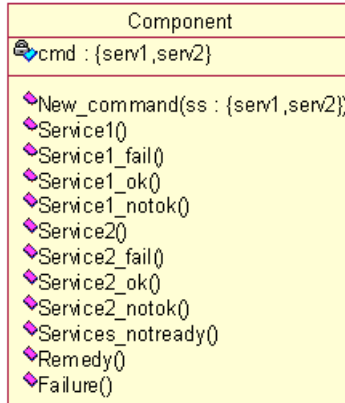 Component
cmd : {serv1,serv2}
New_command(ss : {serv1,serv2})
Service1()
Service1_fail()
Service1_ok()
Service1_notok()
Service2()
Service2_fail()
Service2_ok()
Service2_notok()
Services_notready()
Remedy()
Failure()